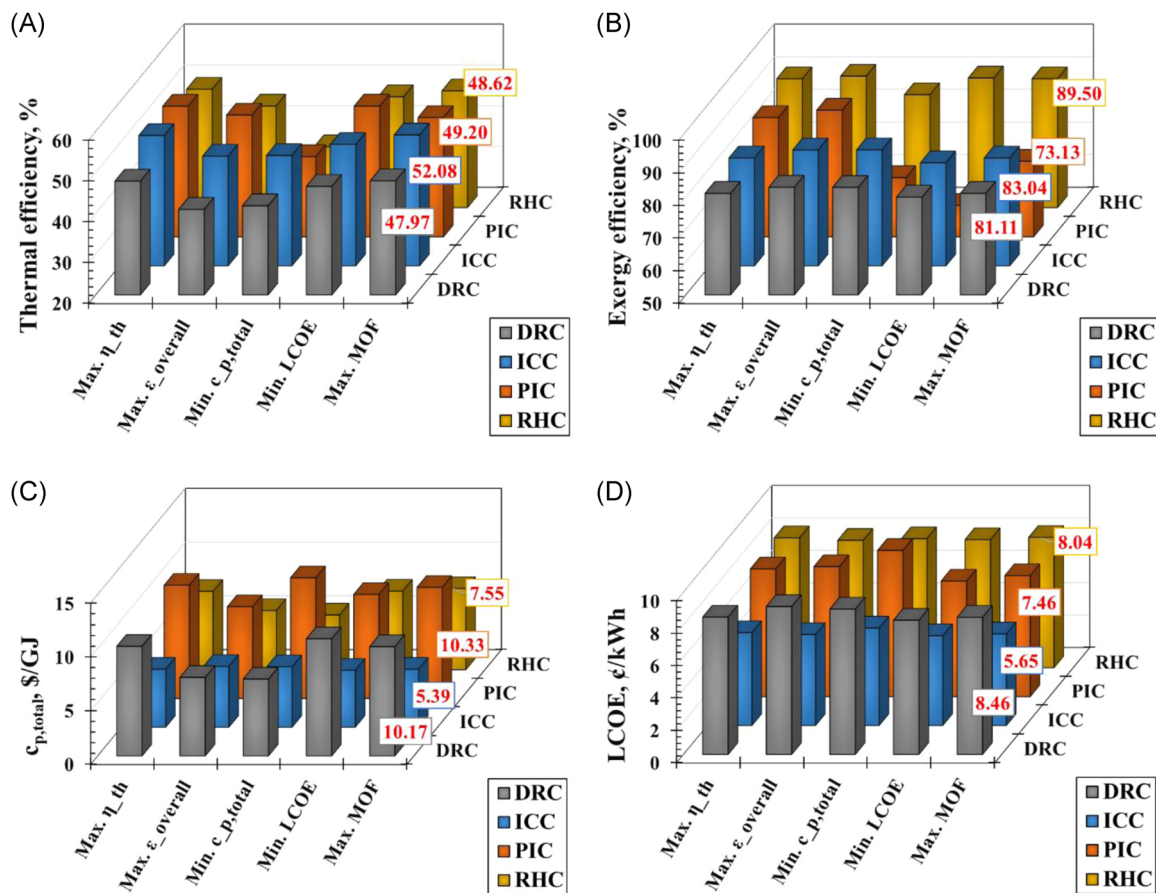 (A)
Thermal efficiency, %
60
50
40
30
20
48.62
49.20
52.08
47.97
RHC
PIC
ICC
DRC
Max. η_th
Max. ε_overall
Min. c_p,total
Min. LCOE
Max. MOF
DRC
ICC
PIC
RHC
(B)
Exergy efficiency, %
100
90
80
70
60
50
89.50
73.13
83.04
81.11
RHC
PIC
ICC
DRC
Max. η_th
Max. ε_overall
Min. c_p,total
Min. LCOE
Max. MOF
DRC
ICC
PIC
RHC
(C)
c_p,total, $/GJ
15
10
5
0
7.55
10.33
5.39
10.17
RHC
PIC
ICC
DRC
Max. η_th
Max. ε_overall
Min. c_p,total
Min. LCOE
Max. MOF
DRC
ICC
PIC
RHC
(D)
LCOE, ¢/kWh
10
8
6
4
2
0
8.04
7.46
5.65
8.46
RHC
PIC
ICC
DRC
Max. η_th
Max. ε_overall
Min. c_p,total
Min. LCOE
Max. MOF
DRC
ICC
PIC
RHC